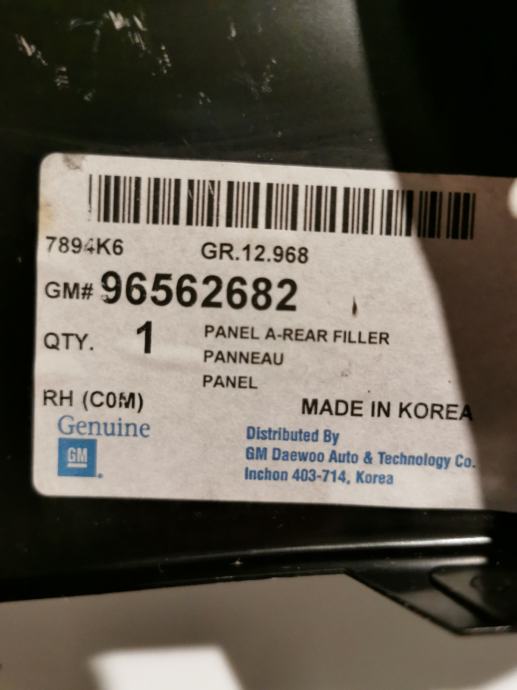 7894K6 GR.12.968
GM# 96562682
QTY. 1 PANEL A-REAR FILLER
PANNEAU
PANEL
RH (C0M) MADE IN KOREA
Genuine
GM
Distributed By
GM Daewoo Auto & Technology Co.
Inchon 403-714, Korea